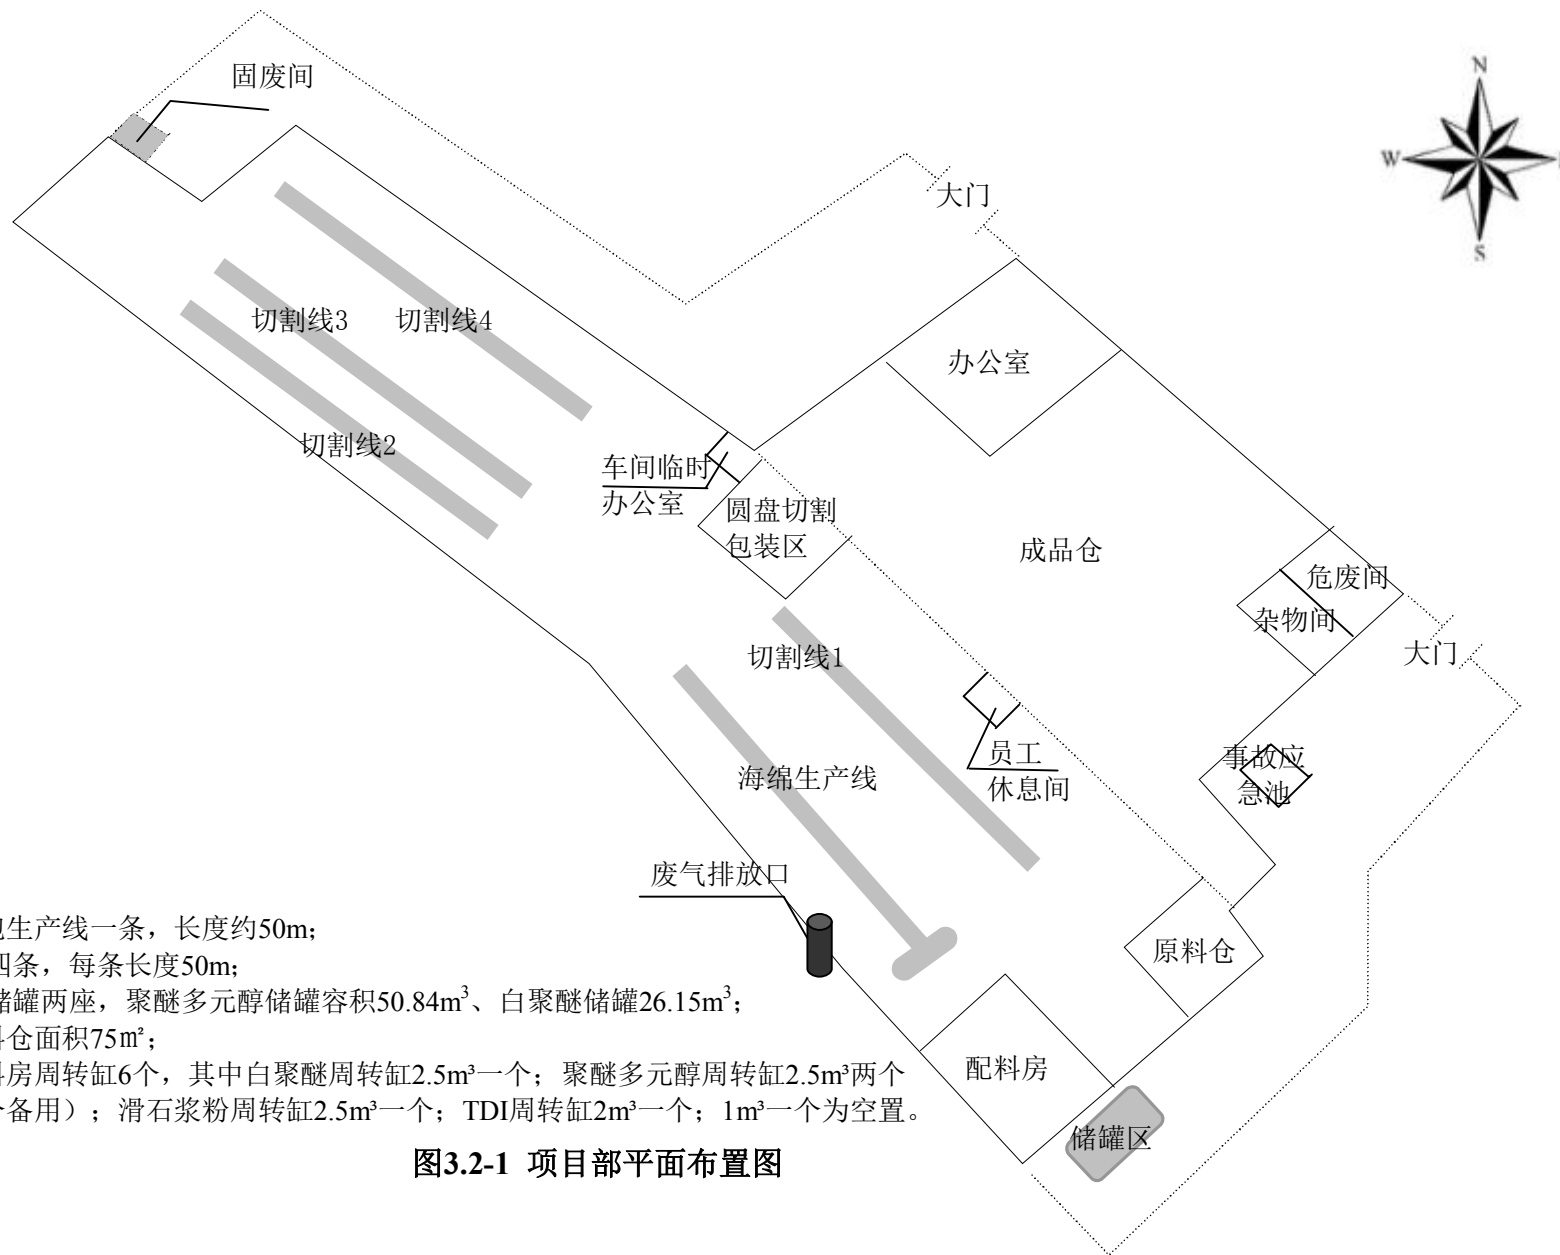 固废间
N
W
S
大门
切割线3
切割线4
办公室
切割线2
车间临时
办公室
圆盘切割
包装区
成品仓
危废间
杂物间
大门
切割线1
员工
休息间
事故应
急池
海绵生产线
废气排放口
原料仓
配料房
储罐区
生产线一条，长度约50m；
四条，每条长度50m；
储罐两座，聚醚多元醇储罐容积50.84m³、白聚醚储罐26.15m³；
仓面积75㎡；
房周转缸6个，其中白聚醚周转缸2.5m³一个；聚醚多元醇周转缸2.5m³两个
备用）；滑石浆粉周转缸2.5m³一个；TDI周转缸2m³一个；1m³一个为空置。
图3.2-1 项目部平面布置图